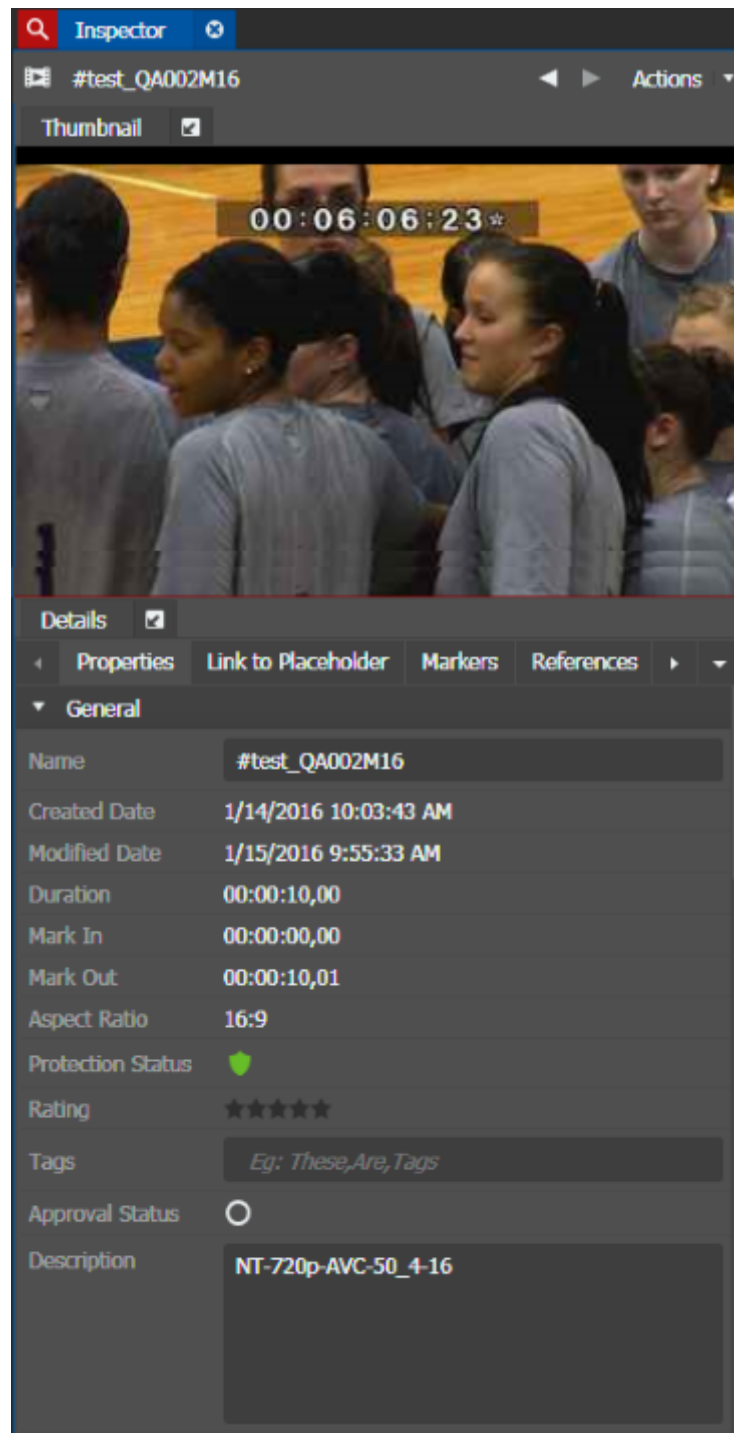 Inspector
#test_QA002M16
Actions
Thumbnail
00:06:06:23*
Details
Properties Link to Placeholder Markers References
General
Name #test_QA002M16
Created Date 1/14/2016 10:03:43 AM
Modified Date 1/15/2016 9:55:33 AM
Duration 00:00:10,00
Mark In 00:00:00,00
Mark Out 00:00:10,01
Aspect Ratio 16:9
Protection Status
Rating
Tags Eg: These,Are,Tags
Approval Status
Description NT-720p-AVC-50_4-16